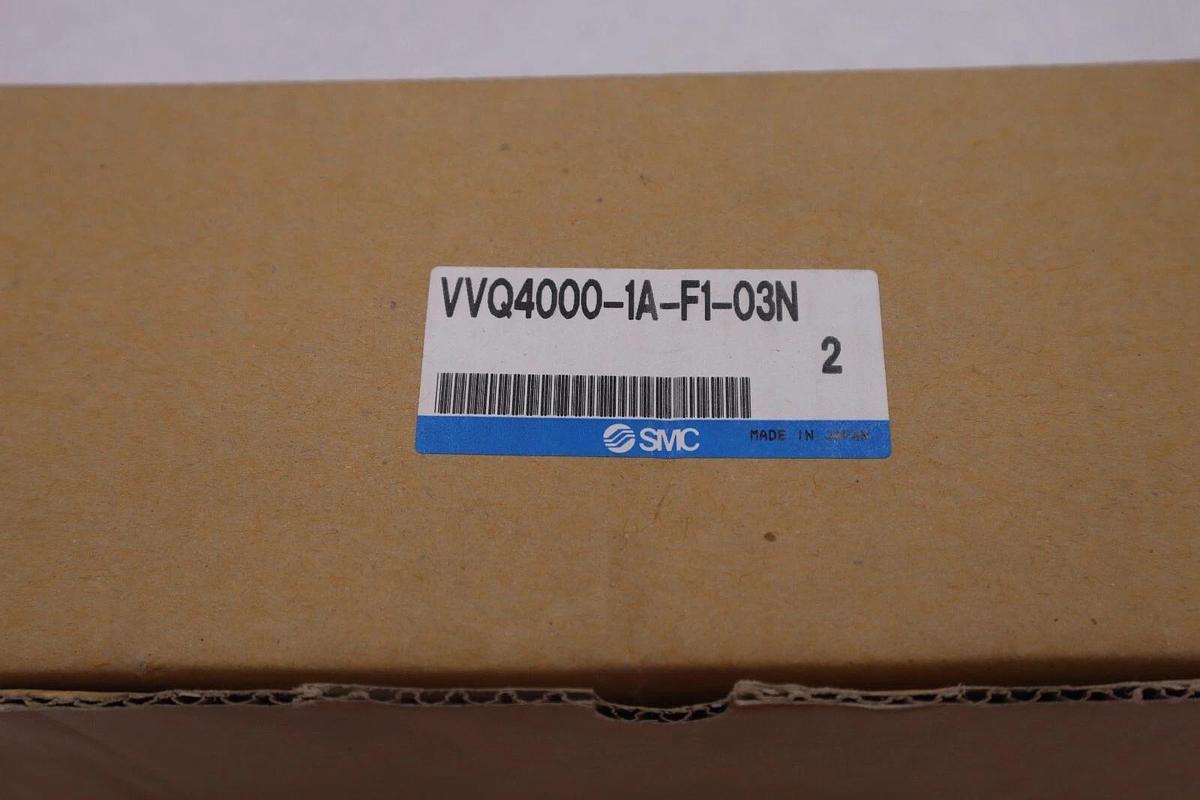 VVQ4000-1A-F1-03N
2
SMC
MADE IN JAPAN